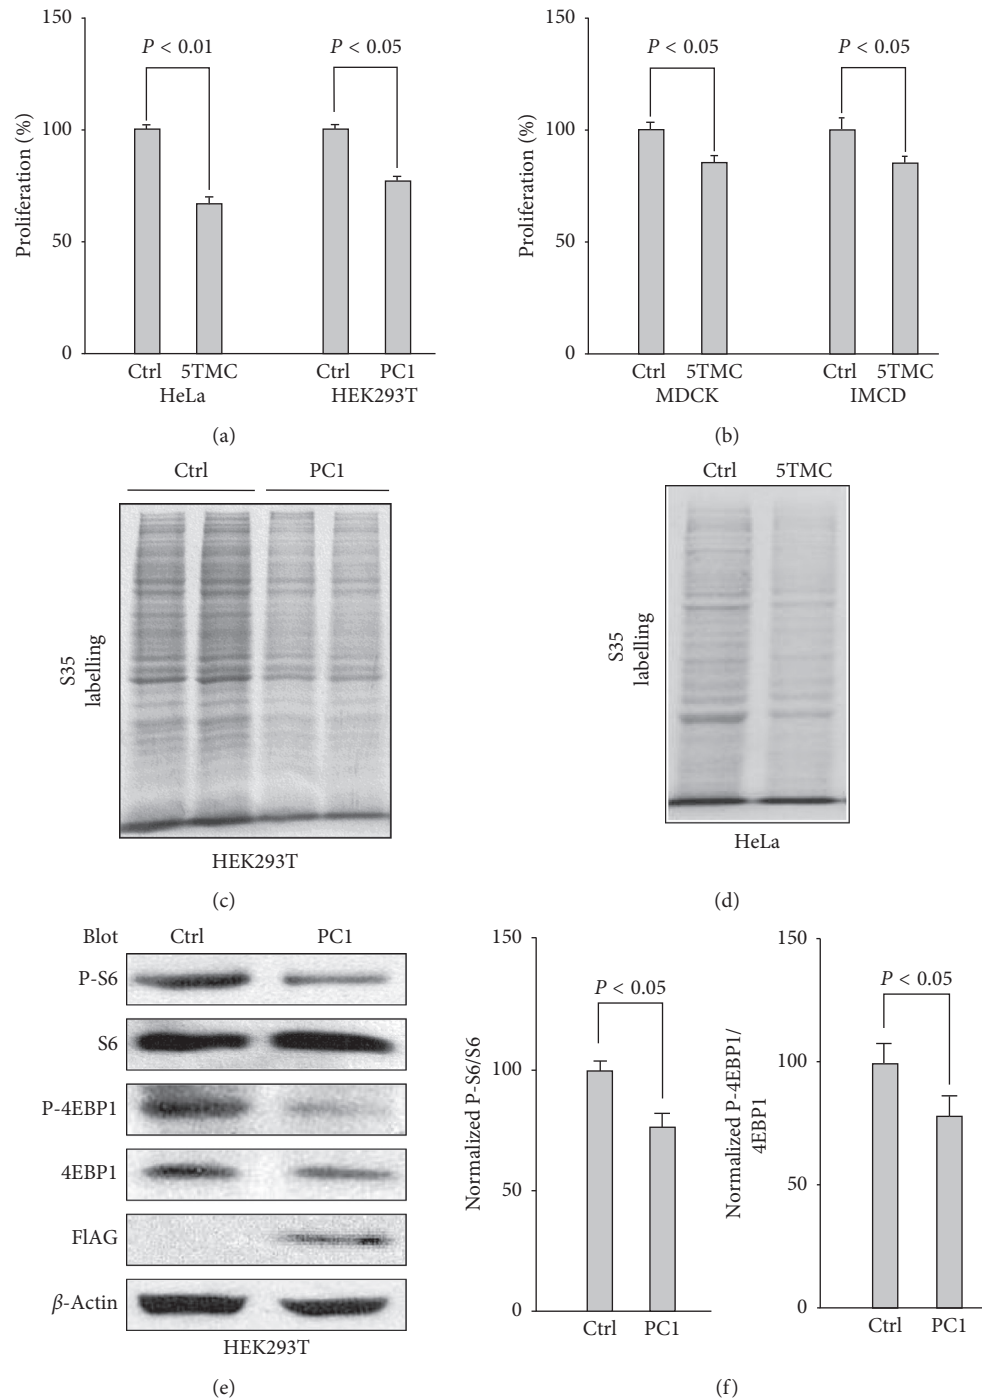 150
P < 0.01
P < 0.05
100
Proliferation (%)
50
0
Ctrl 5TMC
HeLa
Ctrl PC1
HEK293T
(a)
150
P < 0.05
P < 0.05
100
Proliferation (%)
50
0
Ctrl 5TMC
MDCK
Ctrl 5TMC
IMCD
(b)
Ctrl PC1
S35
labelling
HEK293T
(c)
Ctrl 5TMC
S35
labelling
HeLa
(d)
Blot Ctrl PC1
P-S6
S6
P-4EBP1
4EBP1
FlAG
β-Actin
HEK293T
(e)
150
P < 0.05
100
Normalized P-S6/S6
50
0
Ctrl PC1
150
P < 0.05
100
Normalized P-4EBP1/
4EBP1
50
0
Ctrl PC1
(f)